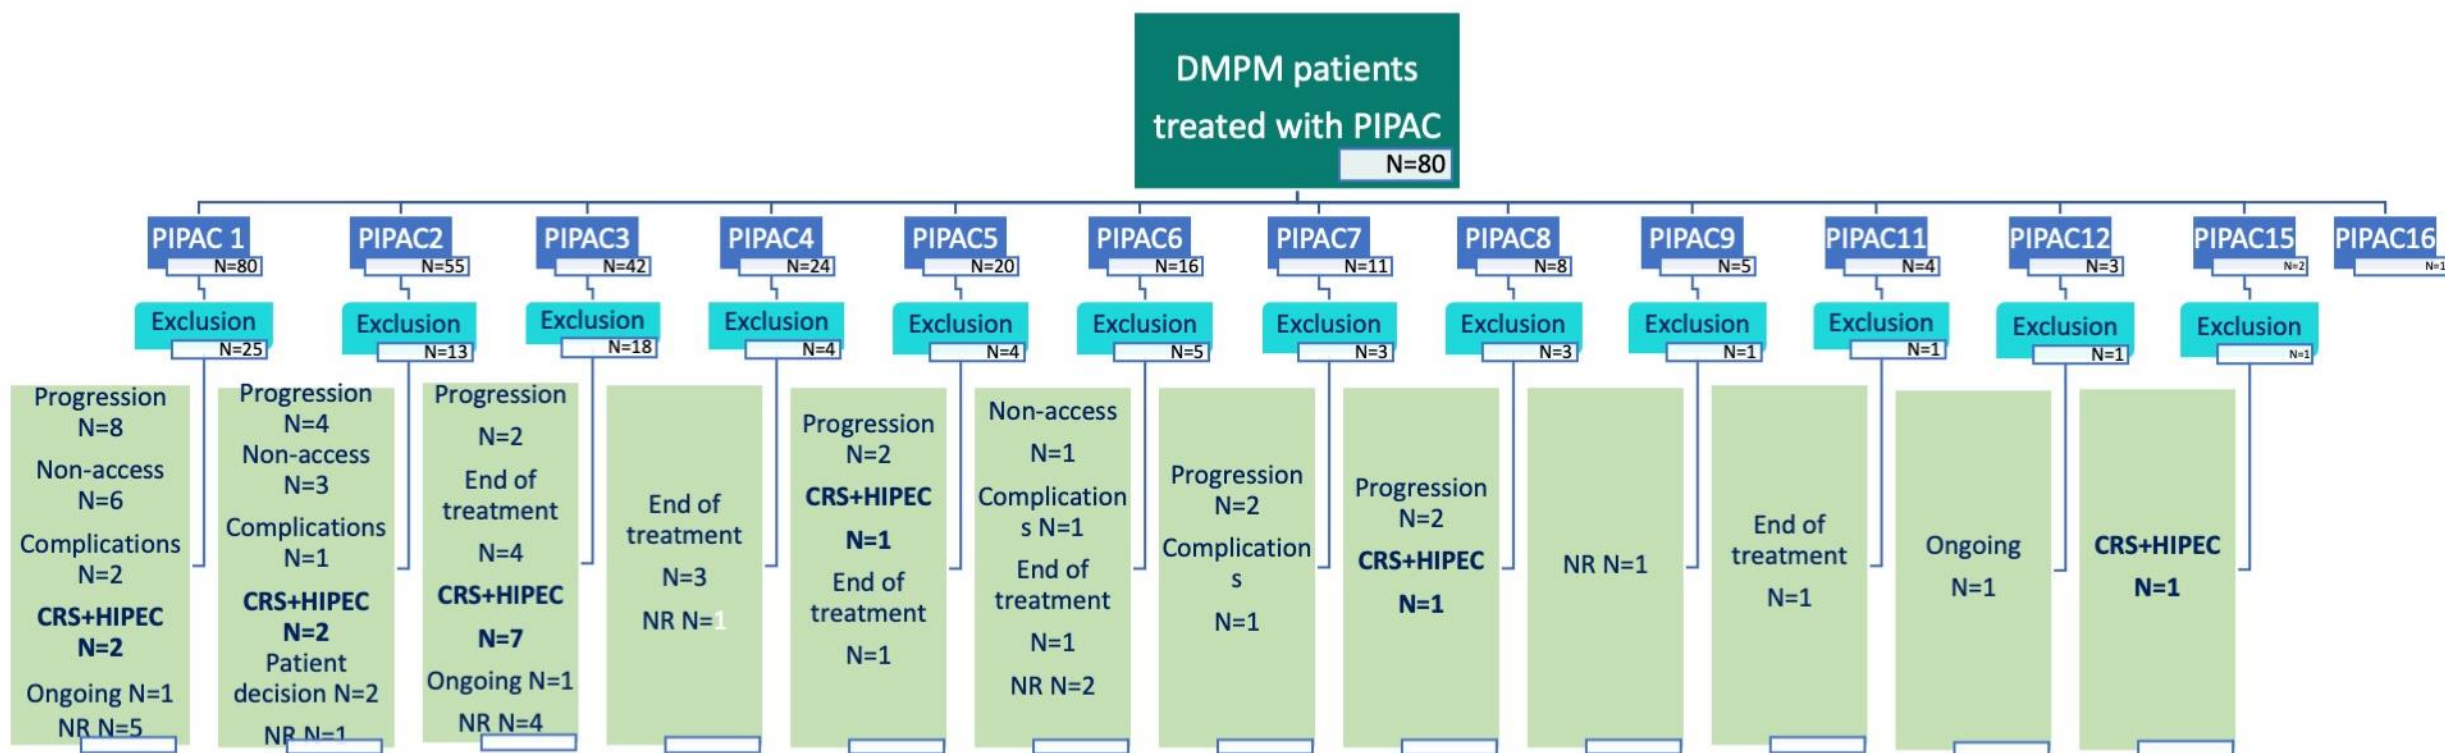 DMPM patients
treated with PIPAC
N=80
PIPAC 1
N=80
PIPAC2
N=55
PIPAC3
N=42
PIPAC4
N=24
PIPAC5
N=20
PIPAC6
N=16
PIPAC7
N=11
PIPAC8
N=8
PIPAC9
N=5
PIPAC11
N=4
PIPAC12
N=3
PIPAC15
N=2
PIPAC16
N=1
Exclusion
N=25
Exclusion
N=13
Exclusion
N=18
Exclusion
N=4
Exclusion
N=4
Exclusion
N=5
Exclusion
N=3
Exclusion
N=3
Exclusion
N=1
Exclusion
N=1
Exclusion
N=1
Exclusion
N=1
Progression
N=8
Non-access
N=6
Complications
N=2
CRS+HIPEC
N=2
Ongoing N=1
NR N=5
Progression
N=4
Non-access
N=3
Complications
N=1
CRS+HIPEC
N=2
Patient
decision N=2
NR N=1
Progression
N=2
End of
treatment
N=4
CRS+HIPEC
N=7
Ongoing N=1
NR N=4
End of
treatment
N=3
NR N=1
Progression
N=2
CRS+HIPEC
N=1
End of
treatment
N=1
Non-access
N=1
Complication
s N=1
End of
treatment
N=1
NR N=2
Progression
N=2
Complication
s
N=1
Progression
N=2
CRS+HIPEC
N=1
NR N=1
End of
treatment
N=1
Ongoing
N=1
CRS+HIPEC
N=1